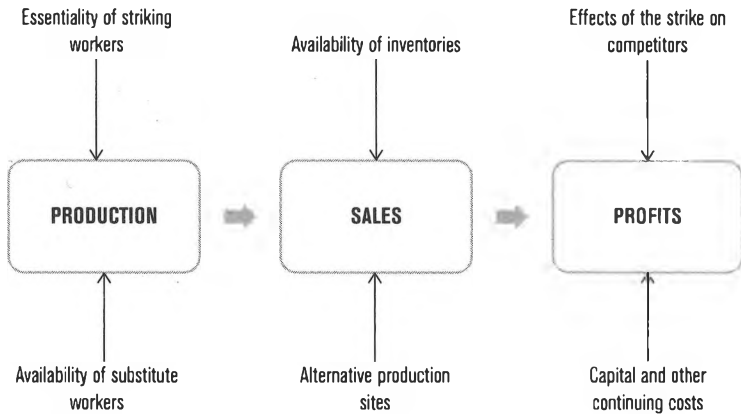 Essentiality of striking
workers
Availability of inventories
Effects of the strike on
competitors
PRODUCTION
SALES
PROFITS
Availability of substitute
workers
Alternative production
sites
Capital and other
continuing costs